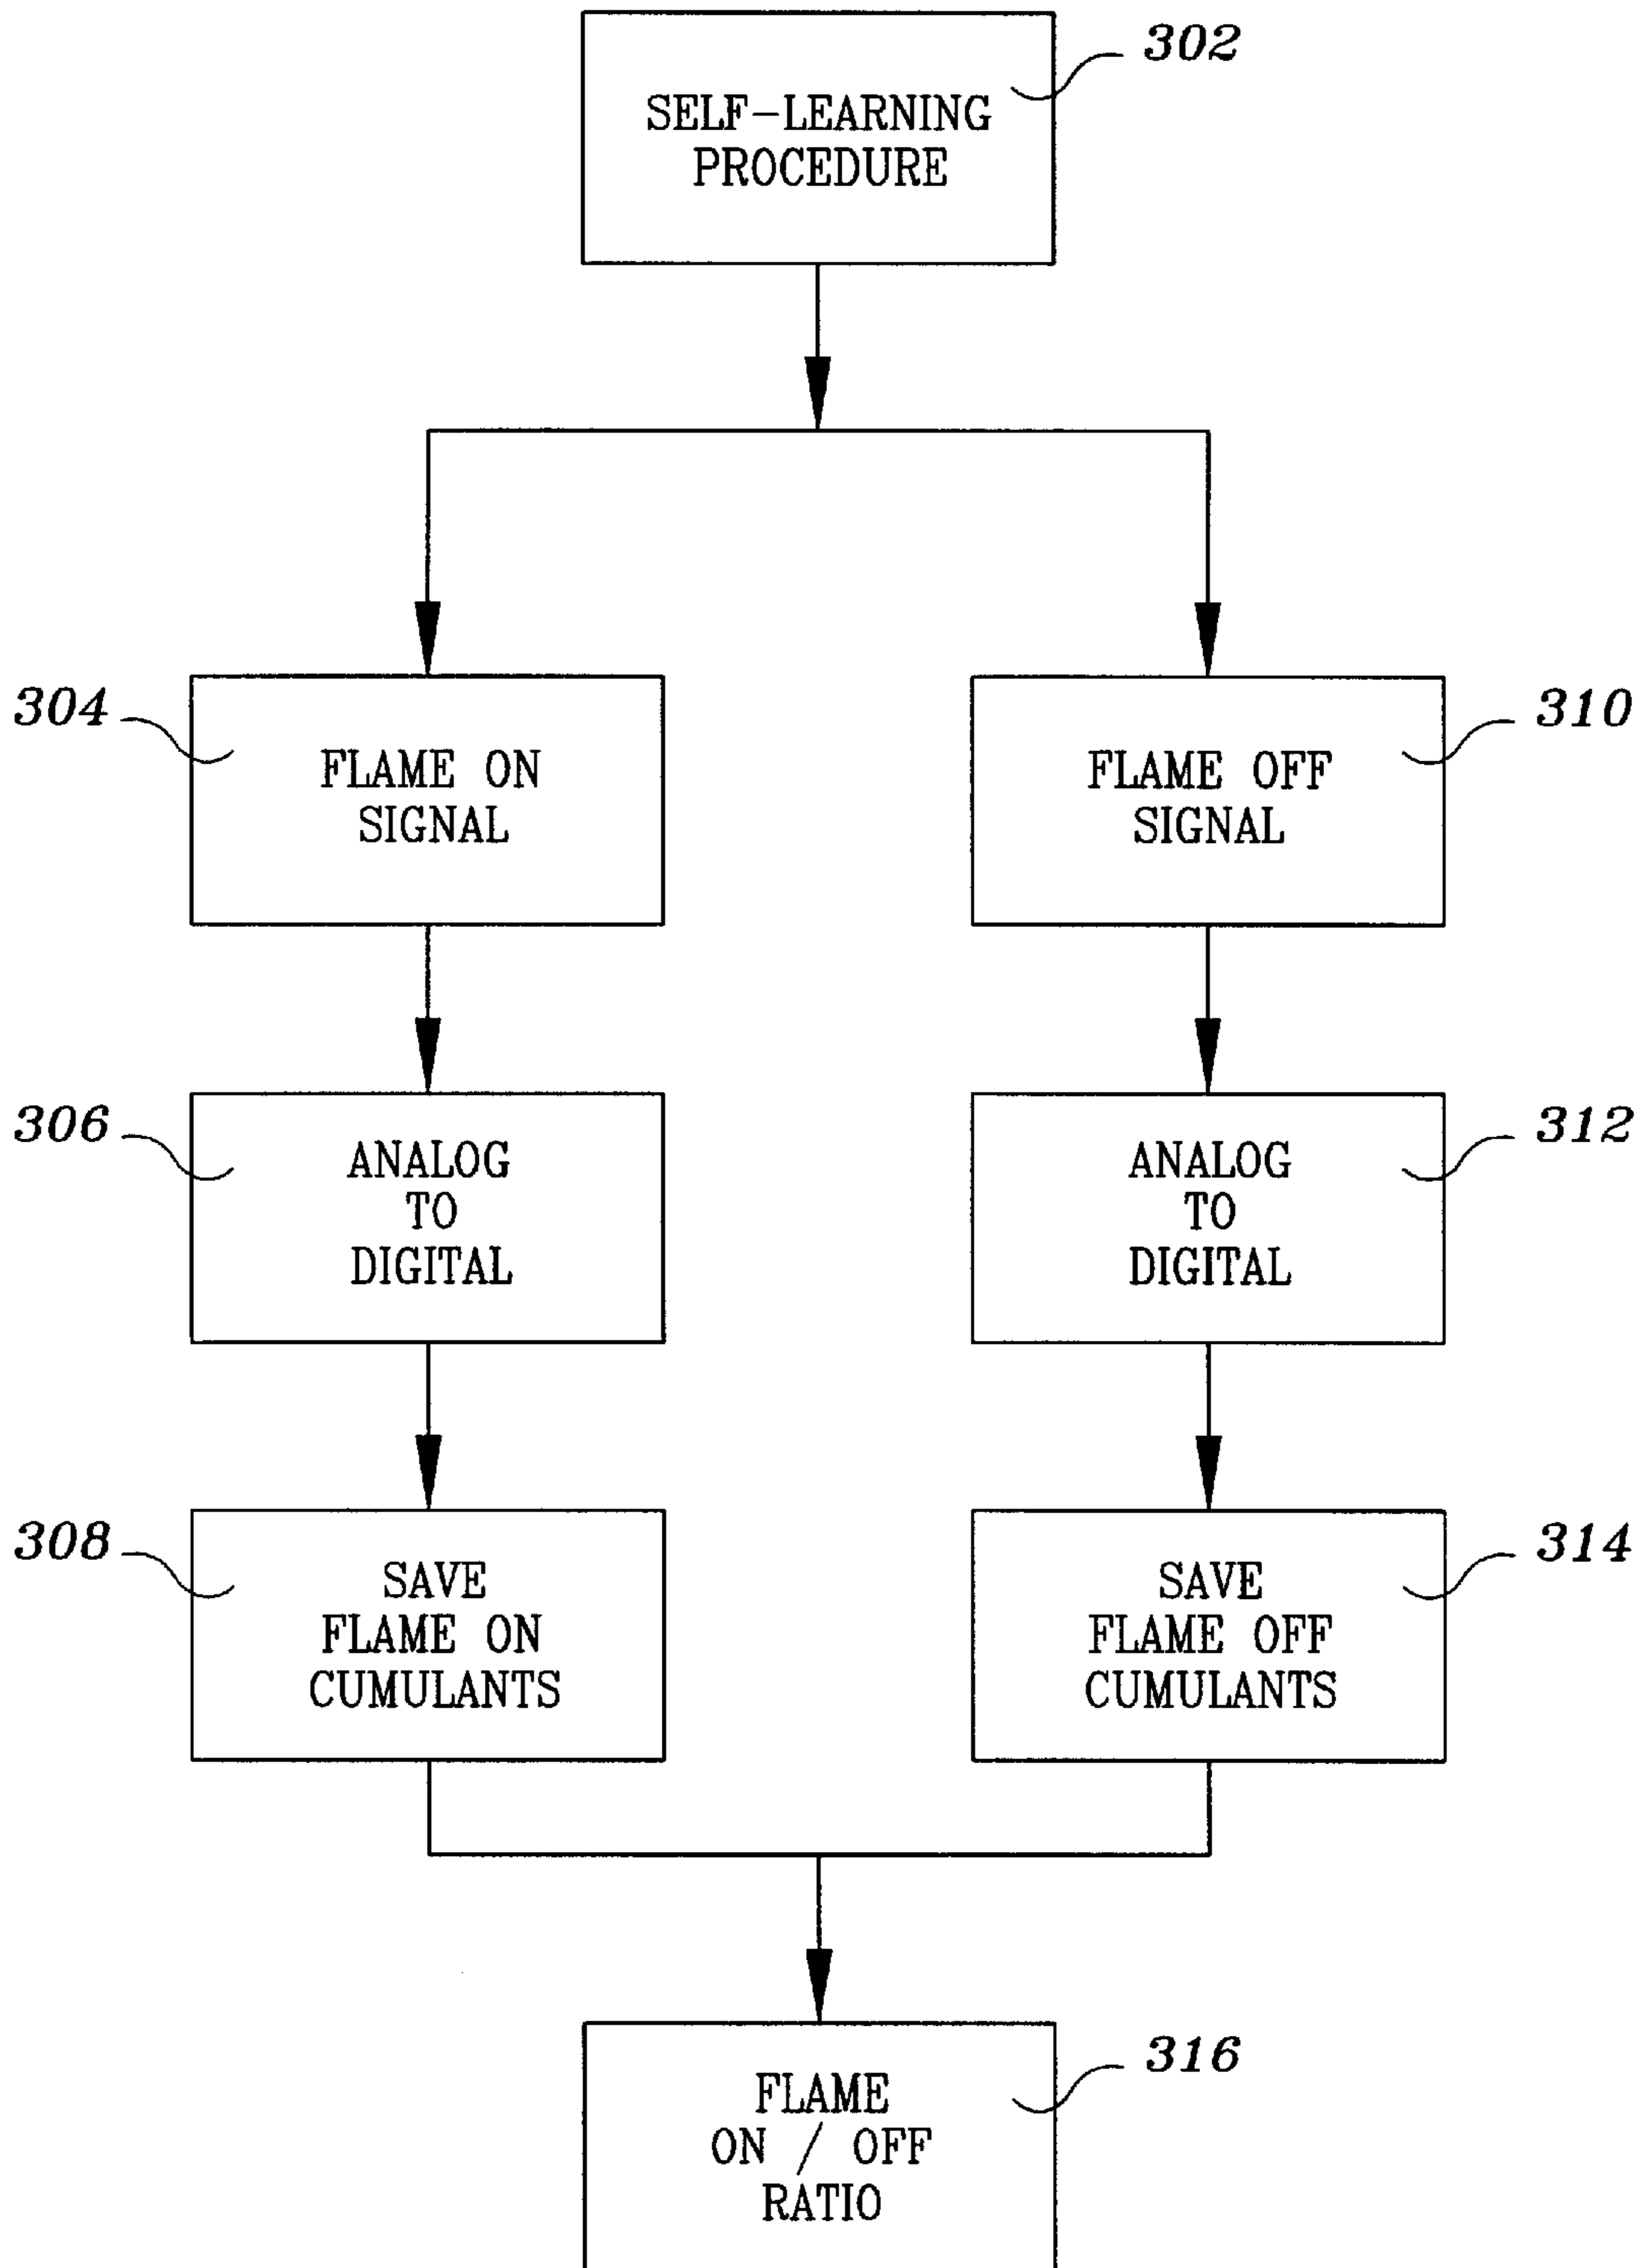 302
SELF-LEARNING
PROCEDURE
304
FLAME ON
SIGNAL
310
FLAME OFF
SIGNAL
306
ANALOG
TO
DIGITAL
312
ANALOG
TO
DIGITAL
308
SAVE
FLAME ON
CUMULANTS
314
SAVE
FLAME OFF
CUMULANTS
316
FLAME
ON / OFF
RATIO